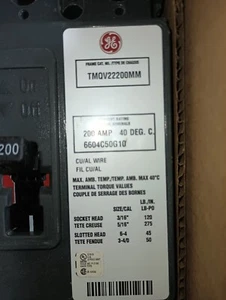 GE
FRAME CAT. NO./TYPE DE CHASSIS
TMQV22200MM
200
200 AMP 40 DEG. C.
6604C50G10
CU/AL WIRE
FIL CU/AL
MAX. AMB. TEMP./TEMP. AMB MAX 40°C
TERMINAL TORQUE VALUES
COUPLE DE SERRAGE DES BORNES
LB./IN.
SIZE/CAL LB-PO
SOCKET HEAD 3/16" 120
TETE CREUSE 5/16" 275
SLOTTED HEAD 6-4 45
TETE FENDUE 3-4/0 50